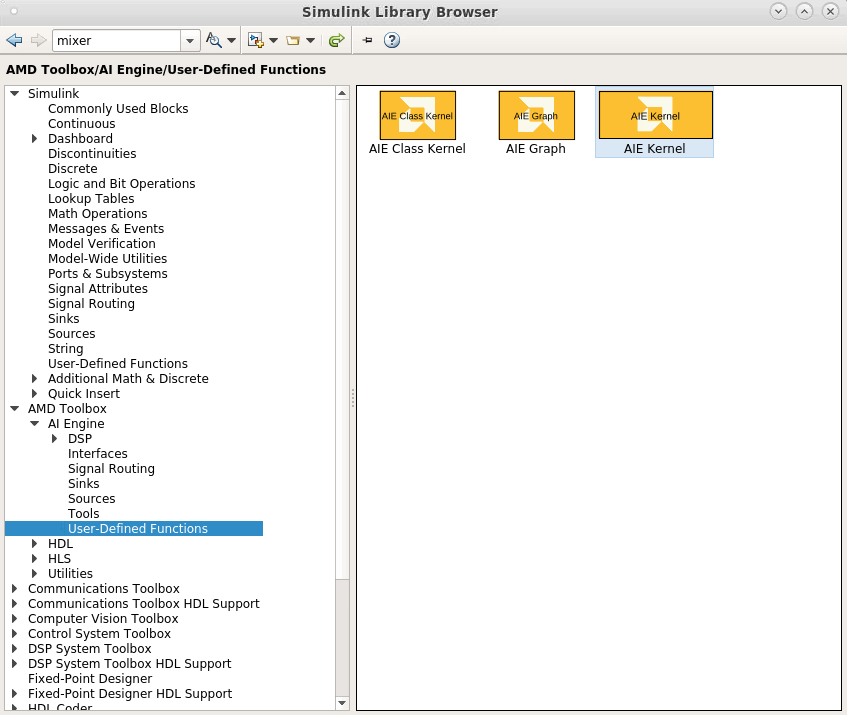 Simulink Library Browser
mixer
AMD Toolbox/AI Engine/User-Defined Functions
Simulink
Commonly Used Blocks
Continuous
Dashboard
Discontinuities
Discrete
Logic and Bit Operations
Lookup Tables
Math Operations
Messages & Events
Model Verification
Model-Wide Utilities
Ports & Subsystems
Signal Attributes
Signal Routing
Sinks
Sources
String
User-Defined Functions
Additional Math & Discrete
Quick Insert
AMD Toolbox
AI Engine
DSP
Interfaces
Signal Routing
Sinks
Sources
Tools
User-Defined Functions
HDL
HLS
Utilities
Communications Toolbox
Communications Toolbox HDL Support
Computer Vision Toolbox
Control System Toolbox
DSP System Toolbox
DSP System Toolbox HDL Support
Fixed-Point Designer
Fixed-Point Designer HDL Support
HDL Coder
AIE Class Kernel
AIE Class Kernel
AIE Graph
AIE Graph
AIE Kernel
AIE Kernel